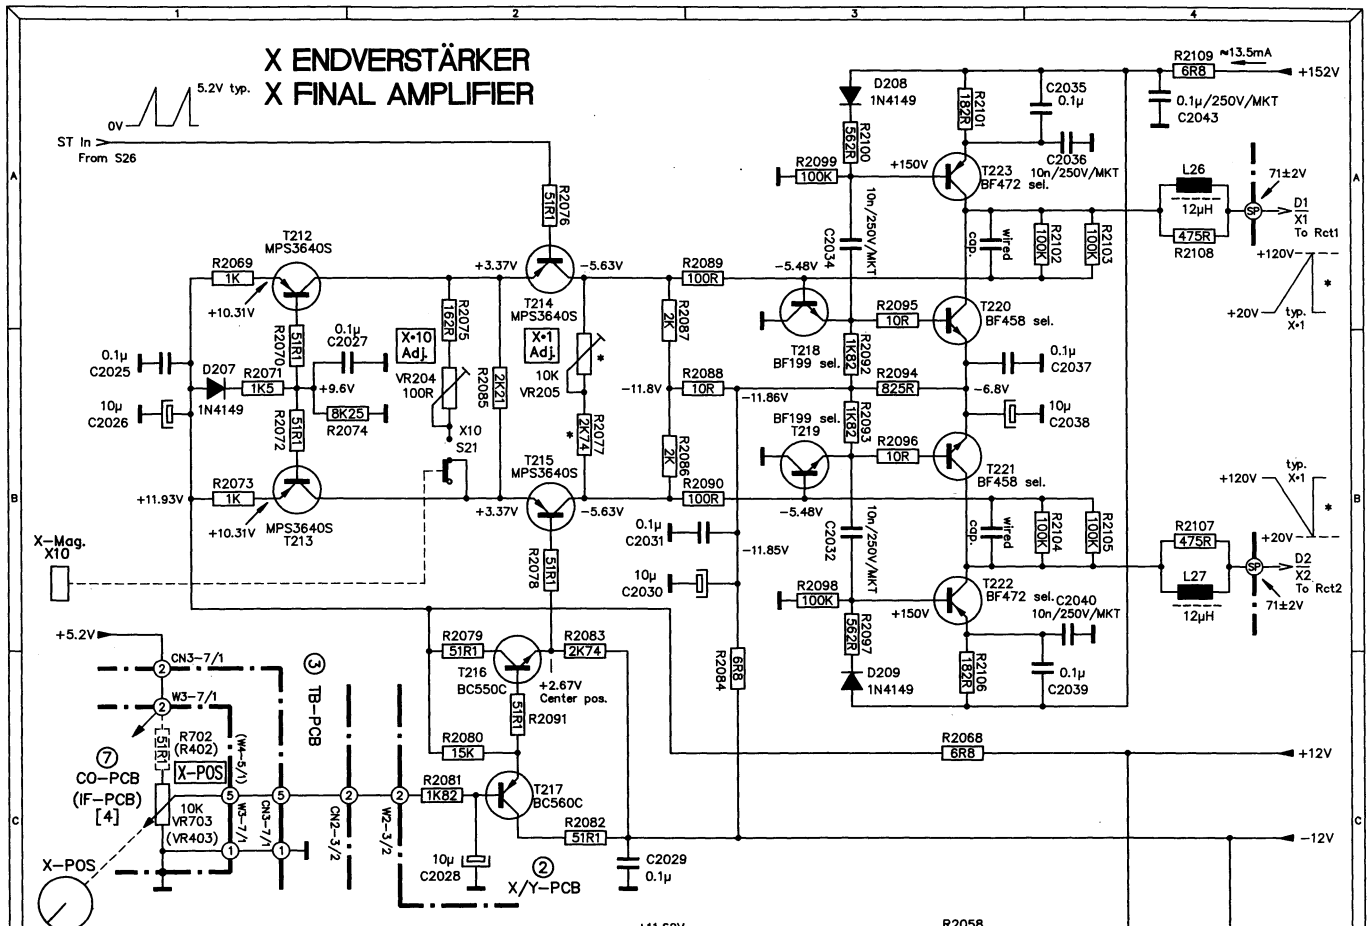 1 2 3 4
X ENDVERSTÄRKER
X FINAL AMPLIFIER
5.2V typ.
0V
ST In
From S26
A
R2076
51R1
T212
MPS3640S
R2069
1K
+10.31V
51R1
R2070
0.1µ
C2027
0.1µ
C2025
D207
1N4149
R2071
1K5
+9.6V
10µ
C2026
8K25
R2074
51R1
R2072
R2073
1K
+11.93V
+10.31V
MPS3640S
T213
+3.37V
-5.63V
T214
MPS3640S
R2075
162R
X•10
Adj.
VR204
100R
R2085
2K21
X•1
Adj.
10K
VR205
*
R2077
2K74
*
X10
S21
T215
MPS3640S
+3.37V
-5.63V
51R1
R2078
R2089
100R
R2087
2K
-11.8V
R2088
10R
-11.86V
R2086
2K
R2090
100R
0.1µ
C2031
-11.85V
10µ
C2030
R2084
6R8
D208
1N4149
R2100
562R
R2099
100K
+150V
10n/250V/MKT
C2034
-5.48V
T218
BF199 sel.
R2095
10R
R2092
1K82
R2094
825R
-6.8V
BF199 sel.
T219
R2093
1K82
R2096
10R
-5.48V
10n/250V/MKT
C2032
R2098
100K
+150V
R2097
562R
D209
1N4149
R2101
182R
C2035
0.1µ
C2036
10n/250V/MKT
T223
BF472 sel.
wired
cap.
R2102
100K
R2103
100K
T220
BF458 sel.
0.1µ
C2037
10µ
C2038
T221
BF458 sel.
wired
cap.
R2104
100K
R2105
100K
T222
BF472 sel.
C2040
10n/250V/MKT
R2106
182R
0.1µ
C2039
R2109
6R8
≈13.5mA
+152V
0.1µ/250V/MKT
C2043
L26
12µH
475R
R2108
71±2V
SP
D1
X1
To Rct1
+120V
+20V
typ.
X•1
*
typ.
X•1
+120V
+20V
*
R2107
475R
L27
12µH
SP
D2
X2
To Rct2
71±2V
B
X-Mag.
X10
+5.2V
CN3-7/1
2
W3-7/1
2
3
TB-PCB
7
CO-PCB
(IF-PCB)
[4]
51R1
R702
(R402)
X-POS
(W4-5/1)
10K
VR703
(VR403)
5
W3-7/1
5
CN3-7/1
1
1
2
CN2-3/2
2
W2-3/2
X-POS
R2079
51R1
T216
BC550C
R2083
2K74
+2.67V
Center pos.
51R1
R2091
R2080
15K
R2081
1K82
T217
BC560C
R2082
51R1
10µ
C2028
2
X/Y-PCB
C2029
0.1µ
R2068
6R8
+12V
-12V
C
R2058